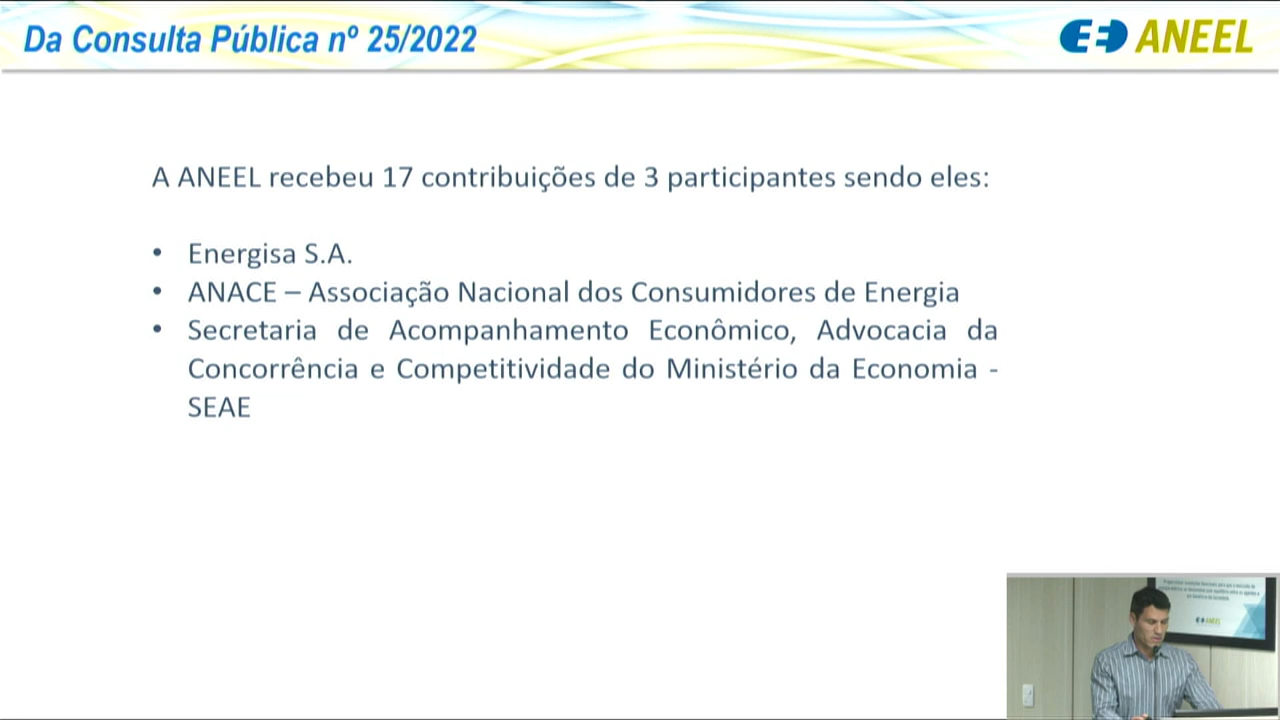 Da Consulta Pública nº 25/2022
ANEEL
A ANEEL recebeu 17 contribuições de 3 participantes sendo eles:
• Energisa S.A.
• ANACE – Associação Nacional dos Consumidores de Energia
• Secretaria de Acompanhamento Econômico, Advocacia da
Concorrência e Competitividade do Ministério da Economia -
SEAE
ANEEL